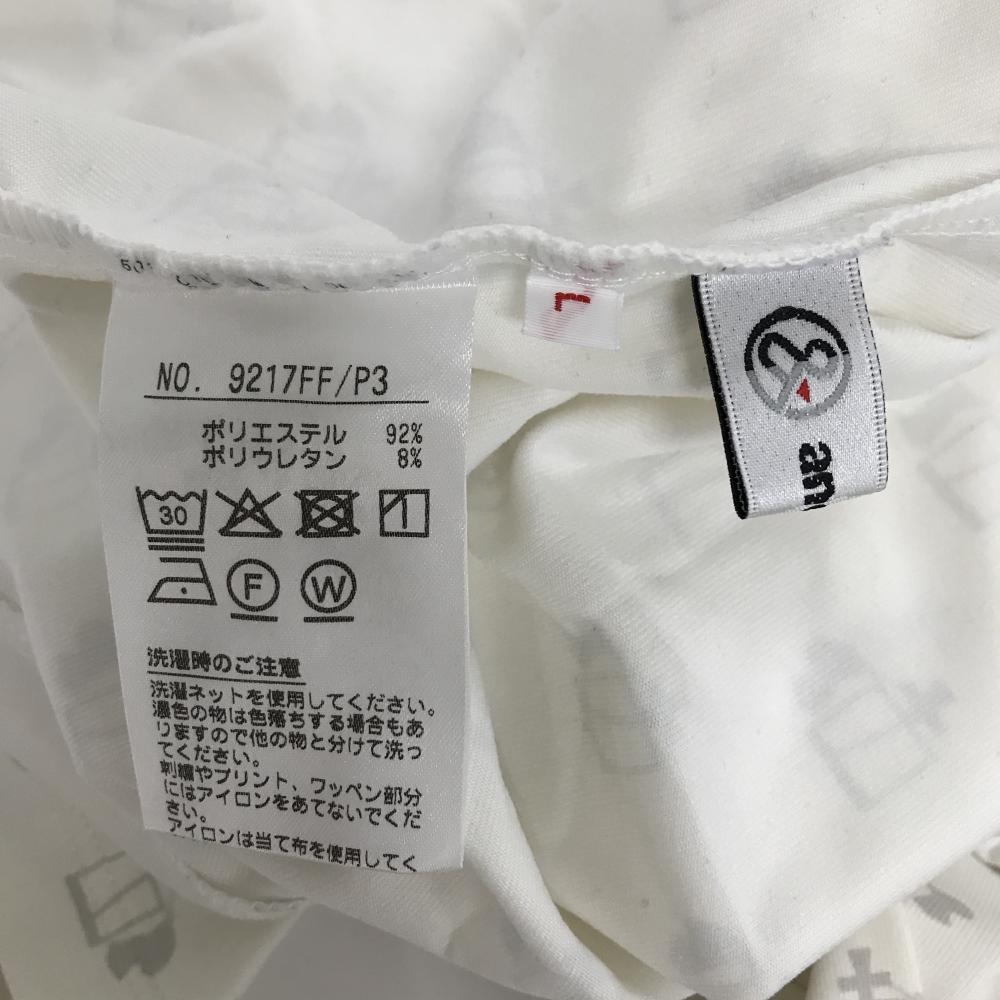 NO. 9217FF/P3
ポリエステル 92%
ポリウレタン 8%
30
F
W
洗濯時のご注意
洗濯ネットを使用してください。
濃色の物は色落ちする場合もあ
りますので他の物と分けて洗っ
てください。
刺繍やプリント、ワッペン部分
にはアイロンをあてないでくだ
さい。
アイロンは当て布を使用してく
L
an